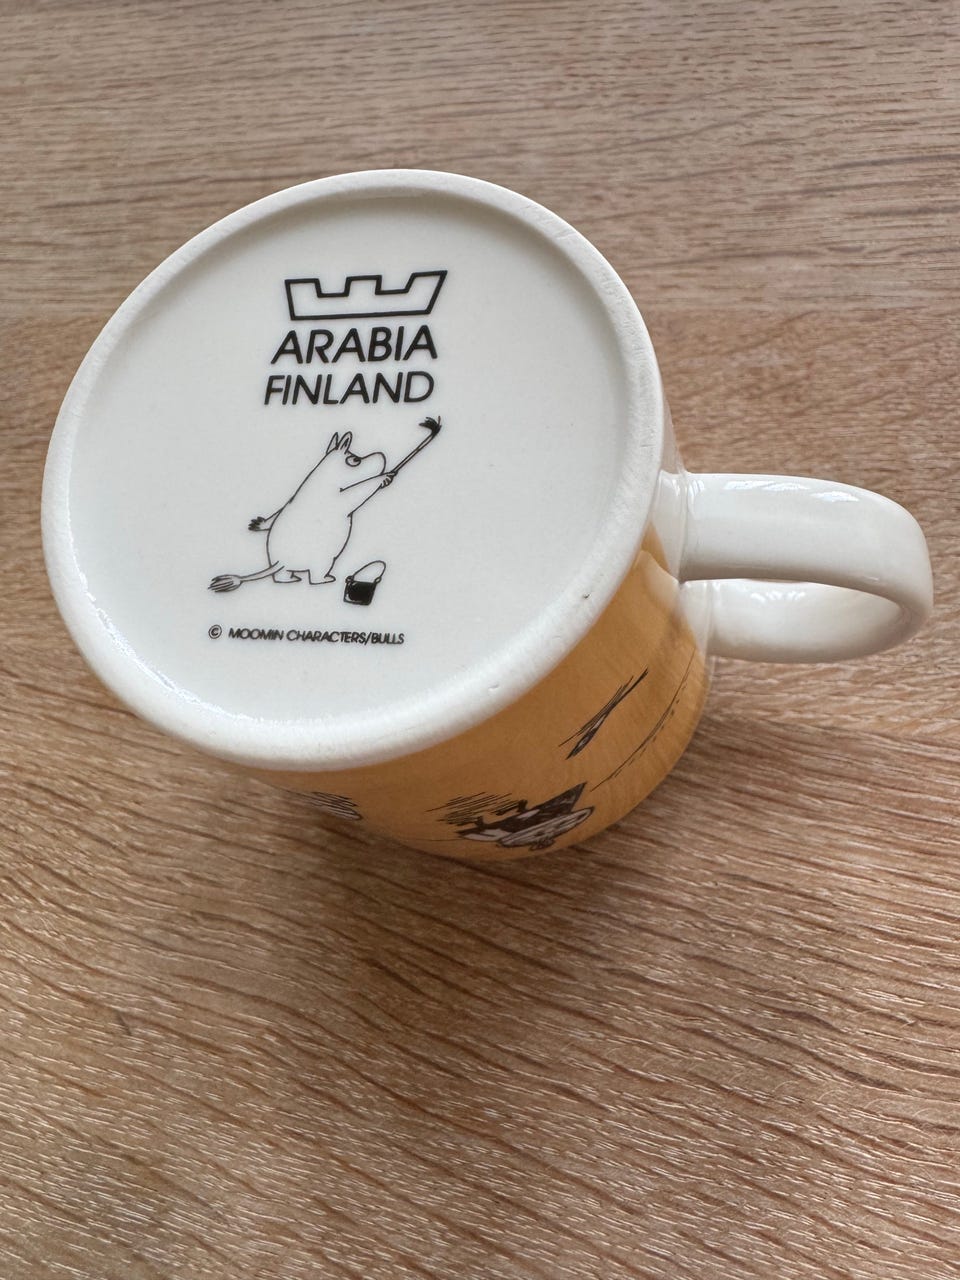 ARABIA
FINLAND
© MOOMIN CHARACTERS/BULLS